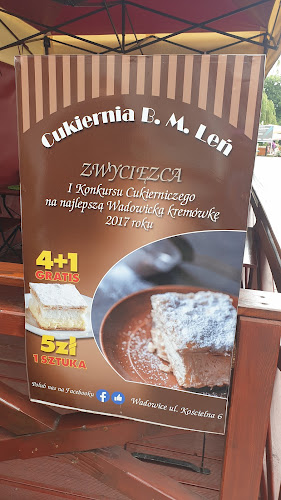 Cukiernia B. M. Leń
ZWYCIĘZCA
I Konkursu Cukierniczego
na najlepszą Wadowicką kremówkę
2017 roku
4+1
GRATIS
5zł
1 SZTUKA
Polub nas na Facebooku
Wadowice ul. Kościelna 6